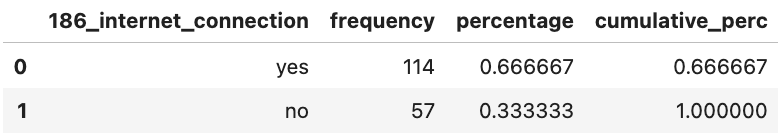 186_internet_connection frequency percentage cumulative_perc
0 yes 114 0.666667 0.666667
1 no 57 0.333333 1.000000